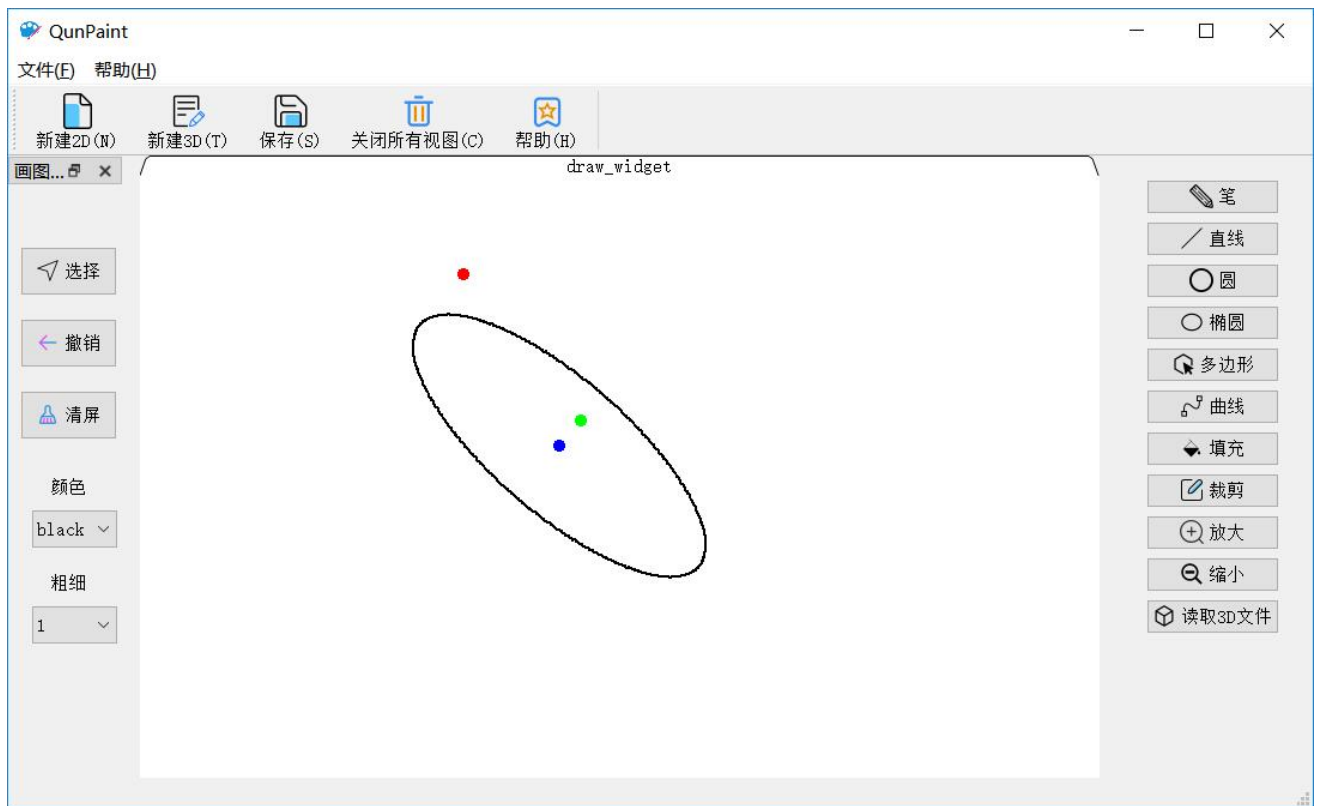 QunPaint
文件(F) 帮助(H)
新建2D(N) 新建3D(T) 保存(S) 关闭所有视图(C) 帮助(H)
画图...
draw_widget
选择
撤销
清屏
颜色
black
粗细
1
笔
直线
圆
椭圆
多边形
曲线
填充
裁剪
放大
缩小
读取3D文件